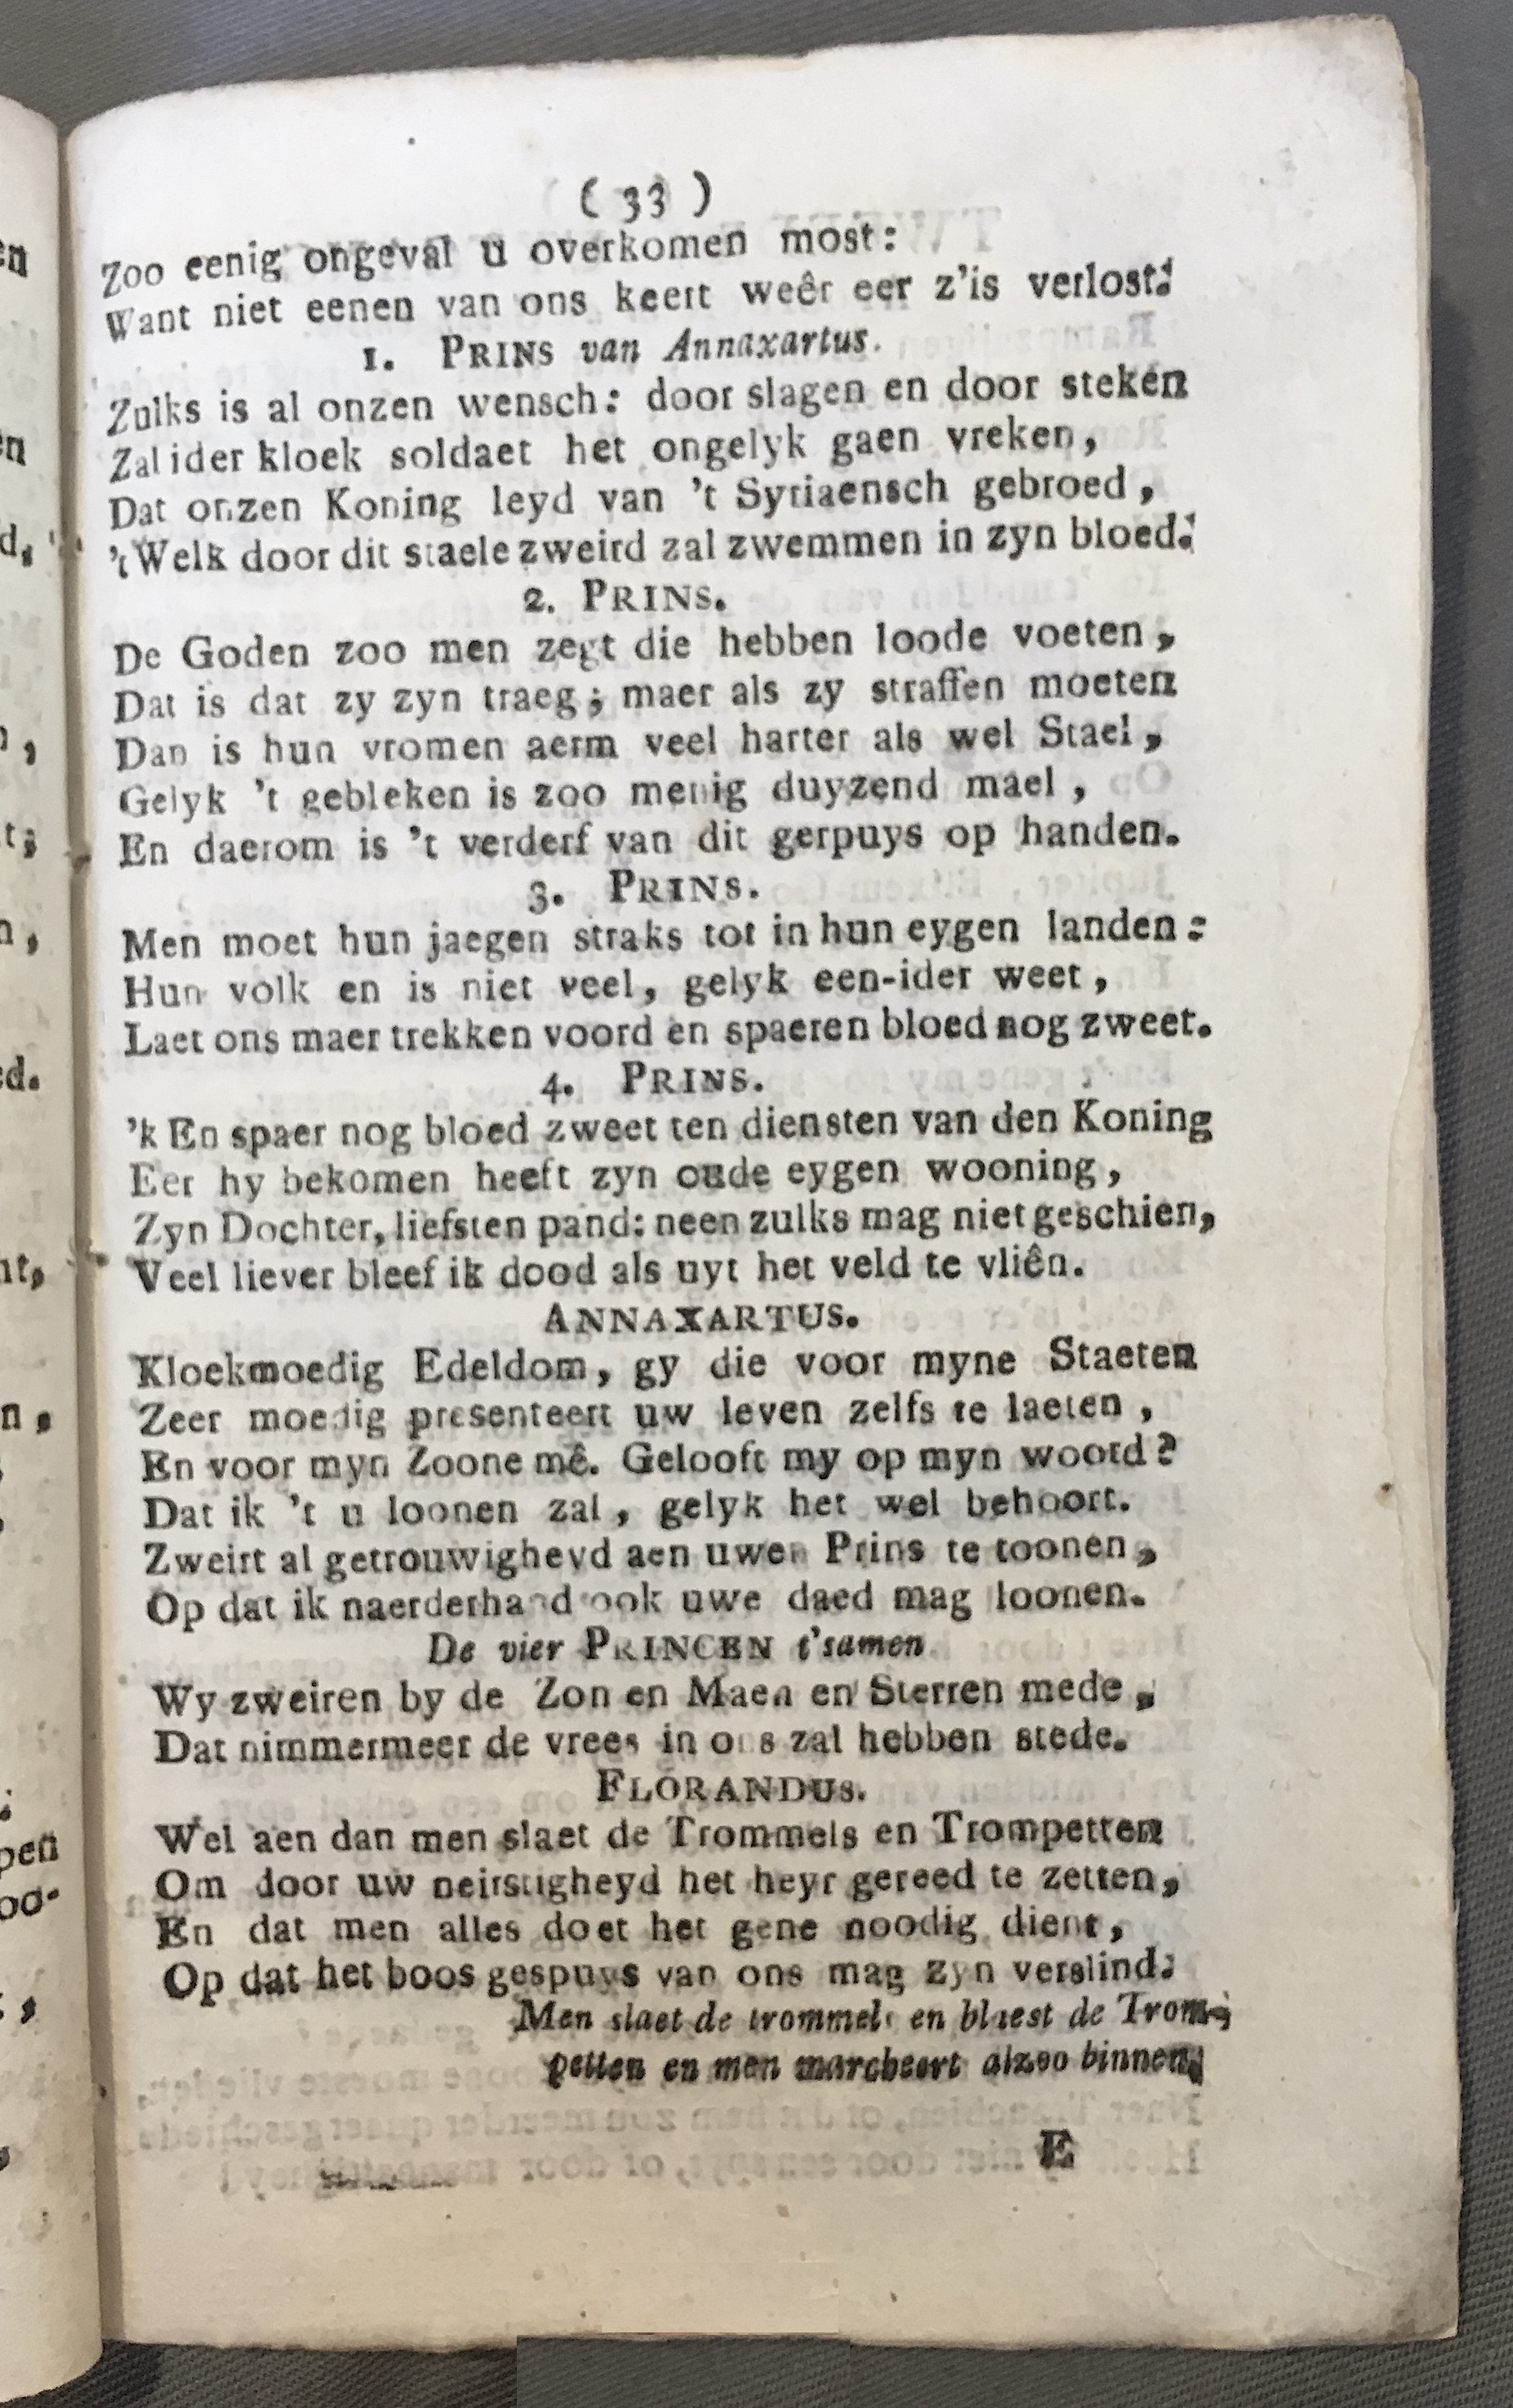 ( 33 )
Zoo eenig ongeval u overkomen most:
Want niet eenen van ons keert weêr eer z'is verlost.
1. PRINS van Annaxartus.
Zulks is al onzen wensch: door slagen en door steken
Zal ider kloek soldaet het ongelyk gaen vreken,
Dat onzen Koning leyd van 't Syriaensch gebroed,
't Welk door dit staele zweird zal zwemmen in zyn bloed.
2. PRINS.
De Goden zoo men zegt die hebben loode voeten,
Dat is dat zy zyn traeg; maer als zy straffen moeten
Dan is hun vromen aerm veel harter als wel Stael,
Gelyk 't gebleken is zoo menig duyzend mael,
En daerom is 't verderf van dit gerpuys op handen.
3. PRINS.
Men moet hun jaegen straks tot in hun eygen landen:
Hun volk en is niet veel, gelyk een-ider weet,
Laet ons maer trekken voord en spaeren bloed nog zweet.
4. PRINS.
'k En spaer nog bloed zweet ten diensten van den Koning
Eer hy bekomen heeft zyn oude eygen wooning,
Zyn Dochter, liefsten pand: neen zulks mag niet geschien,
Veel liever bleef ik dood als uyt het veld te vliên.
ANNAXARTUS.
Kloekmoedig Edeldom, gy die voor myne Staeten
Zeer moedig presenteert uw leven zelfs te laeten,
En voor myn Zoone mê. Gelooft my op myn woord?
Dat ik 't u loonen zal, gelyk het wel behoort.
Zweirt al getrouwigheyd aen uwen Prins te toonen,
Op dat ik naerderhand ook uwe daed mag loonen.
De vier PRINCEN t'samen
Wy zweiren by de Zon en Maen en Sterren mede,
Dat nimmermeer de vrees in ons zal hebben stede.
FLORANDUS.
Wel aen dan men slaet de Trommels en Trompetten
Om door uw neirstigheyd het heyr gereed te zetten,
En dat men alles doet het gene noodig dient,
Op dat het boos gespuys van ons mag zyn verslind.
Men slaet de trommels en blaest de Trom-
petten en men marcheert alzoo binnen.
E